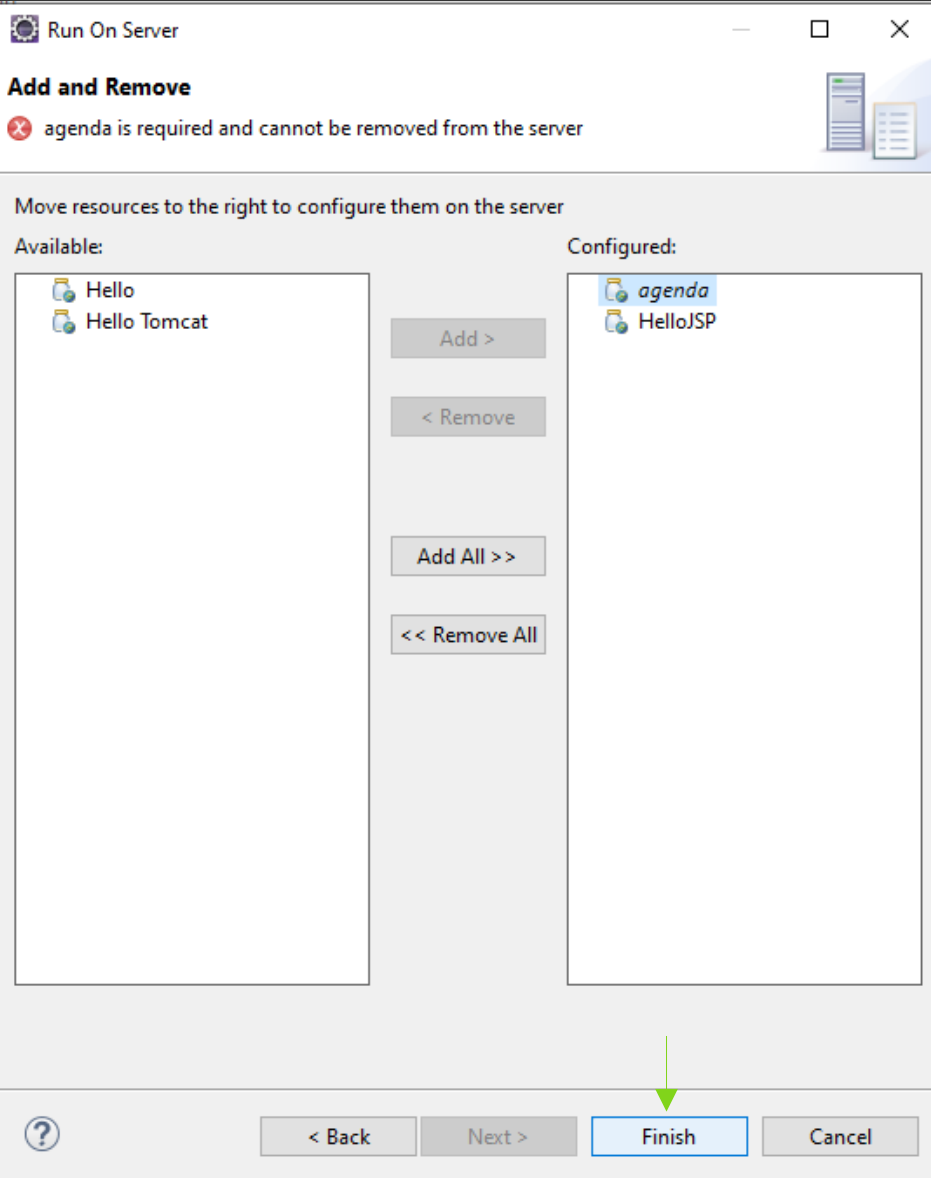 Run On Server
Add and Remove
agenda is required and cannot be removed from the server
Move resources to the right to configure them on the server
Available:
Configured:
Hello
Hello Tomcat
Add >
< Remove
Add All >>
<< Remove All
agenda
HelloJSP
?
< Back
Next >
Finish
Cancel